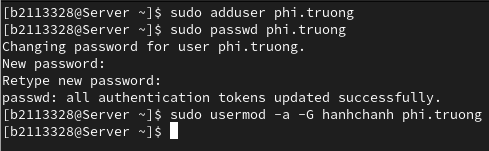 [b2113328@Server ~]$ sudo adduser phi.truong
[b2113328@Server ~]$ sudo passwd phi.truong
Changing password for user phi.truong.
New password:
Retype new password:
passwd: all authentication tokens updated successfully.
[b2113328@Server ~]$ sudo usermod -a -G hanhchanh phi.truong
[b2113328@Server ~]$